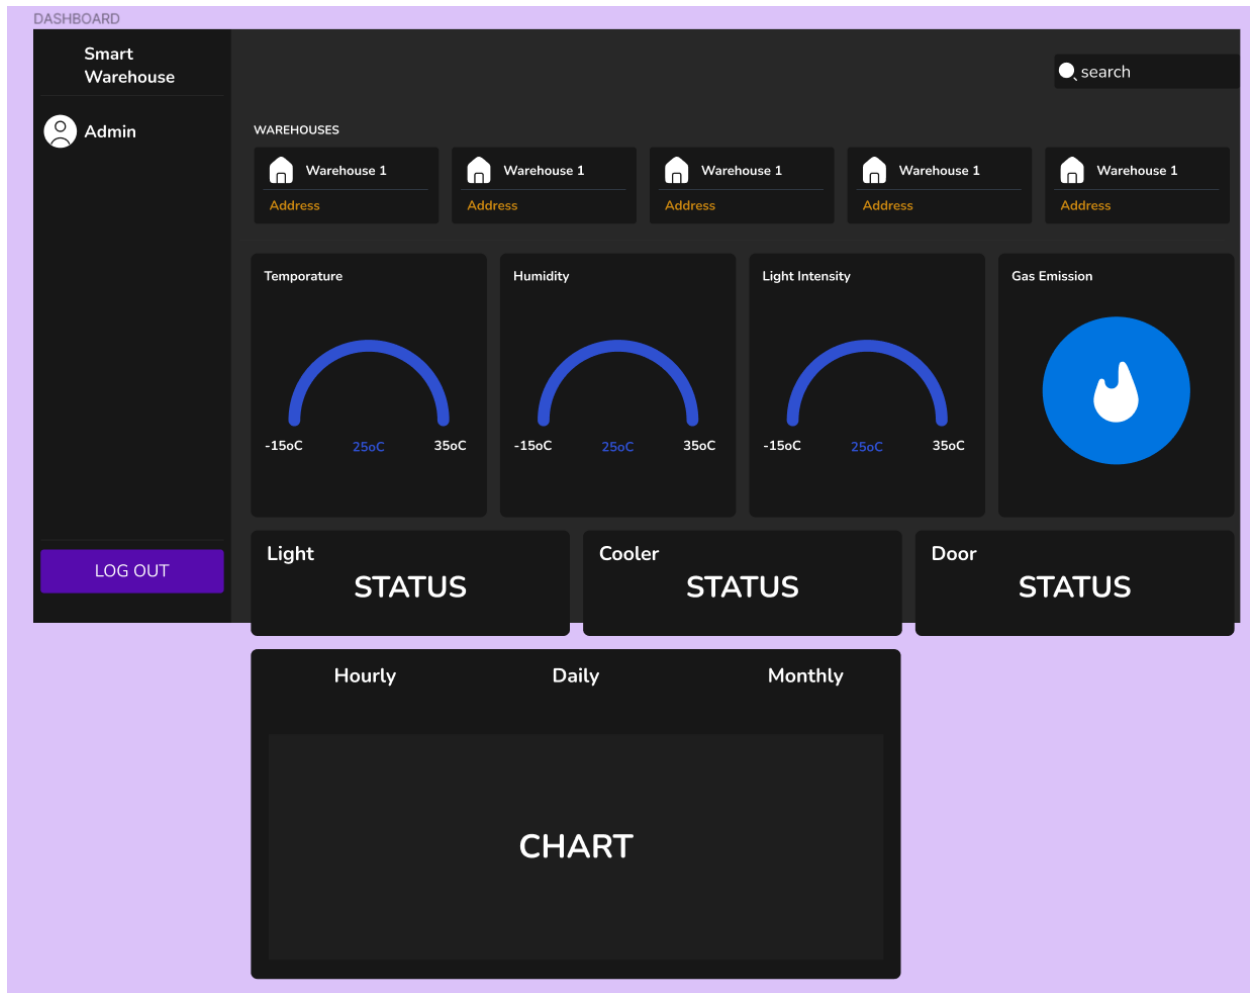 DASHBOARD
Smart
Warehouse
search
Admin
WAREHOUSES
Warehouse 1
Address
Warehouse 1
Address
Warehouse 1
Address
Warehouse 1
Address
Warehouse 1
Address
Temporature
-15oC 25oC 35oC
Humidity
-15oC 25oC 35oC
Light Intensity
-15oC 25oC 35oC
Gas Emission
LOG OUT
Light
STATUS
Cooler
STATUS
Door
STATUS
Hourly Daily Monthly
CHART